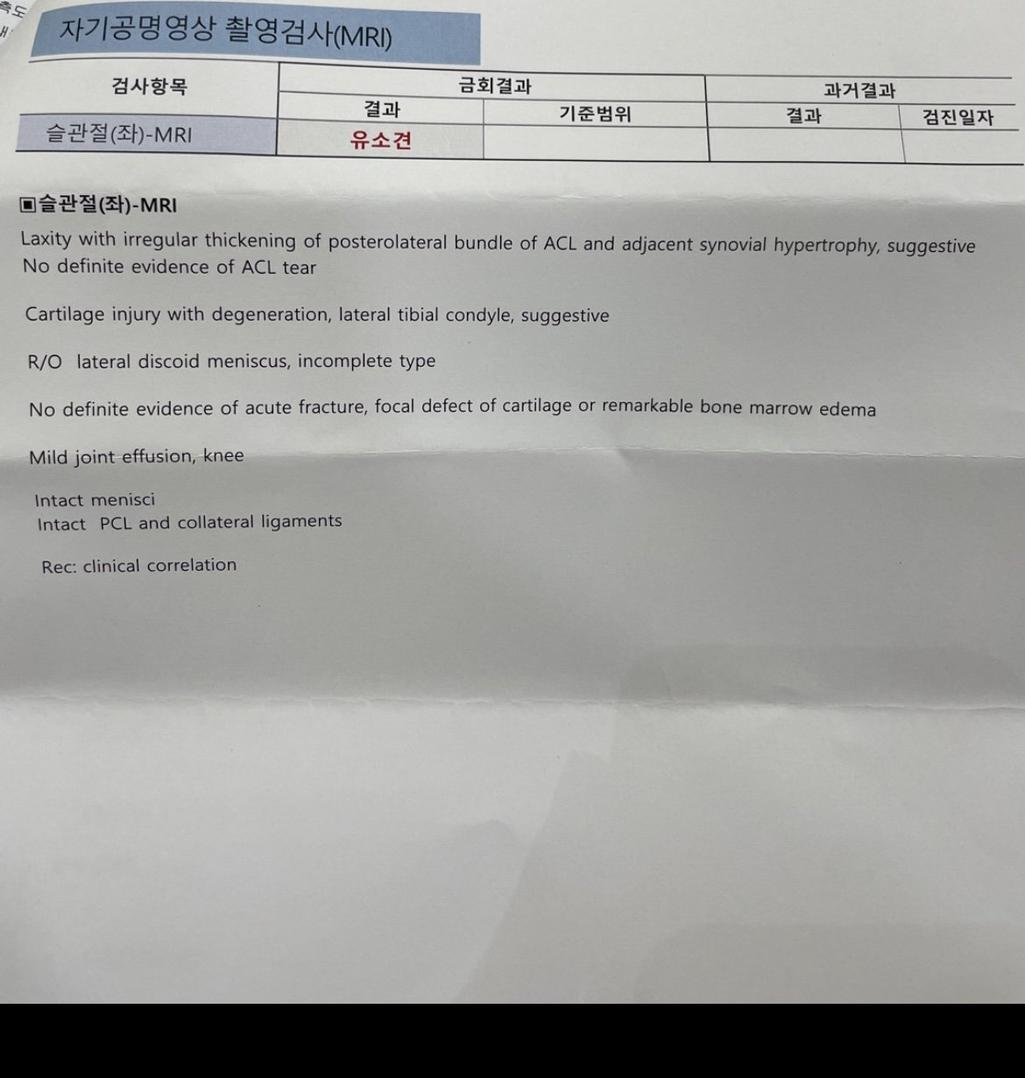 측도
자기공명영상 촬영검사(MRI)
검사항목 금회결과 과거결과
결과 기준범위 결과 검진일자
슬관절(좌)-MRI 유소견
▣슬관절(좌)-MRI
Laxity with irregular thickening of posterolateral bundle of ACL and adjacent synovial hypertrophy, suggestive
No definite evidence of ACL tear
Cartilage injury with degeneration, lateral tibial condyle, suggestive
R/O lateral discoid meniscus, incomplete type
No definite evidence of acute fracture, focal defect of cartilage or remarkable bone marrow edema
Mild joint effusion, knee
Intact menisci
Intact PCL and collateral ligaments
Rec: clinical correlation